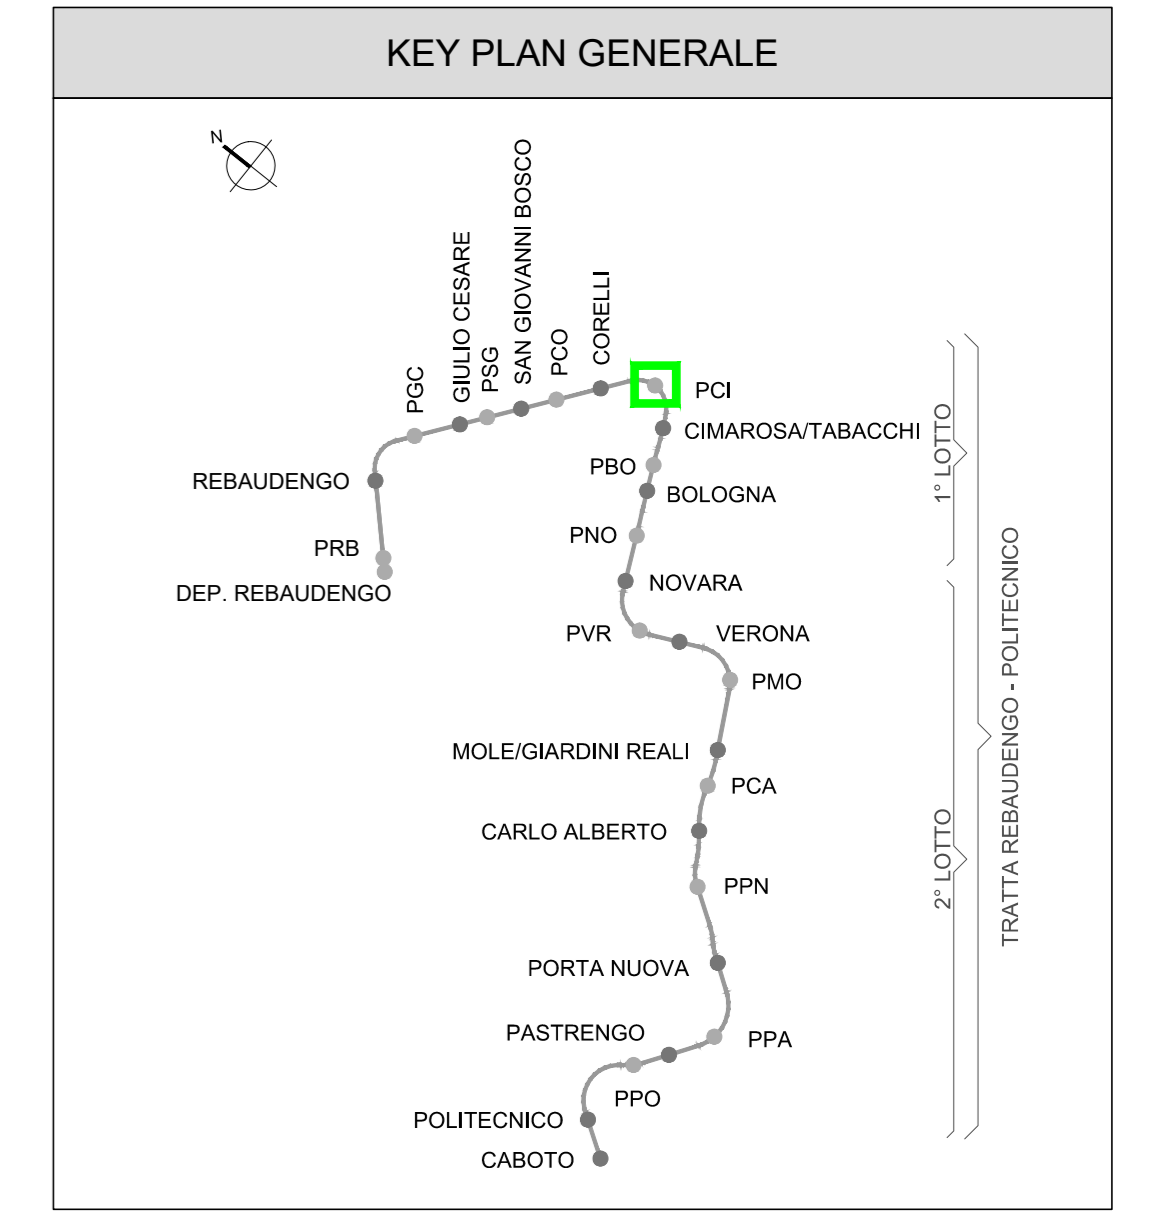 KEY PLAN GENERALE
N
PGC
GIULIO CESARE
PSG
SAN GIOVANNI BOSCO
PCO
CORELLI
PCI
CIMAROSA/TABACCHI
REBAUDENGO
PBO
BOLOGNA
PRB
PNO
DEP. REBAUDENGO
NOVARA
PVR
VERONA
PMO
MOLE/GIARDINI REALI
PCA
CARLO ALBERTO
PPN
PORTA NUOVA
PASTRENGO
PPA
PPO
POLITECNICO
CABOTO
1° LOTTO
2° LOTTO
TRATTA REBAUDENGO - POLITECNICO